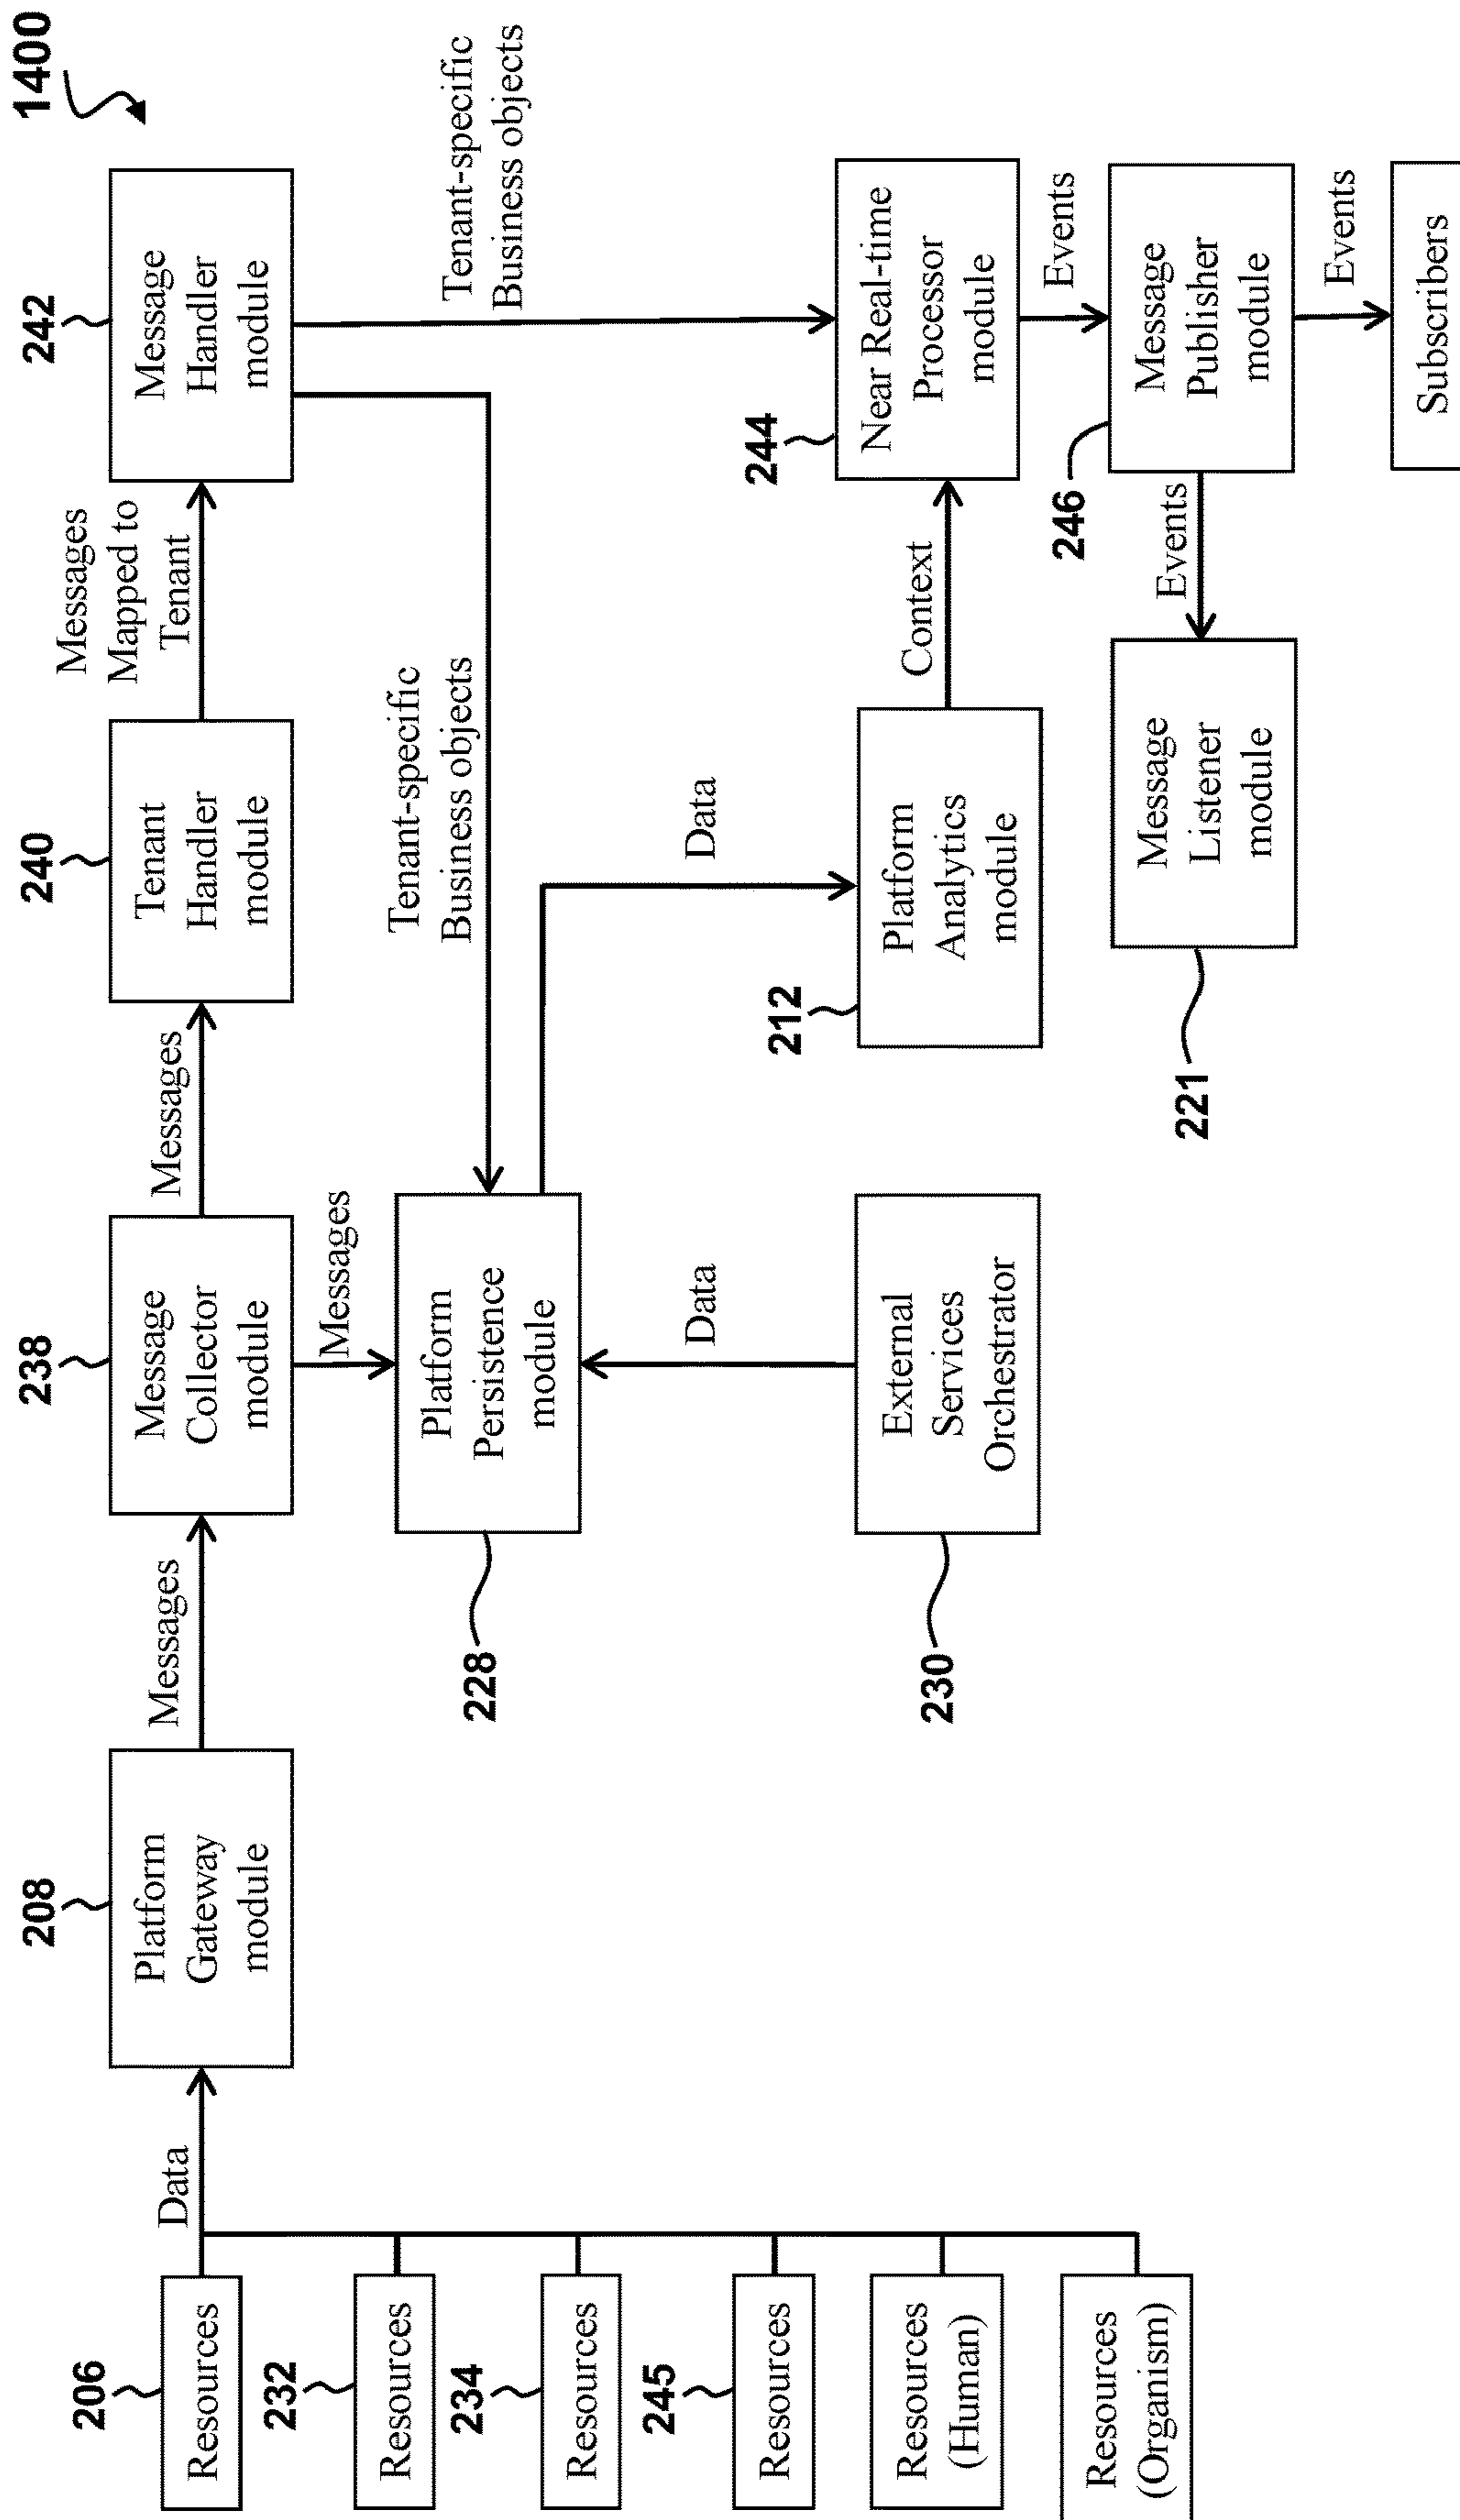 1400
206
Resources
232
Resources
234
Resources
245
Resources
Resources
(Human)
Resources
(Organism)
Data
208
Platform
Gateway
module
Messages
238
Message
Collector
module
Messages
Messages
240
Tenant
Handler
module
Messages
Mapped to
Tenant
242
Message
Handler
module
Tenant-specific
Business objects
Tenant-specific
Business objects
228
Platform
Persistence
module
Data
230
External
Services
Orchestrator
Data
212
Platform
Analytics
module
Context
244
Near Real-time
Processor
module
Events
246
Message
Publisher
module
Events
221
Message
Listener
module
Events
Subscribers